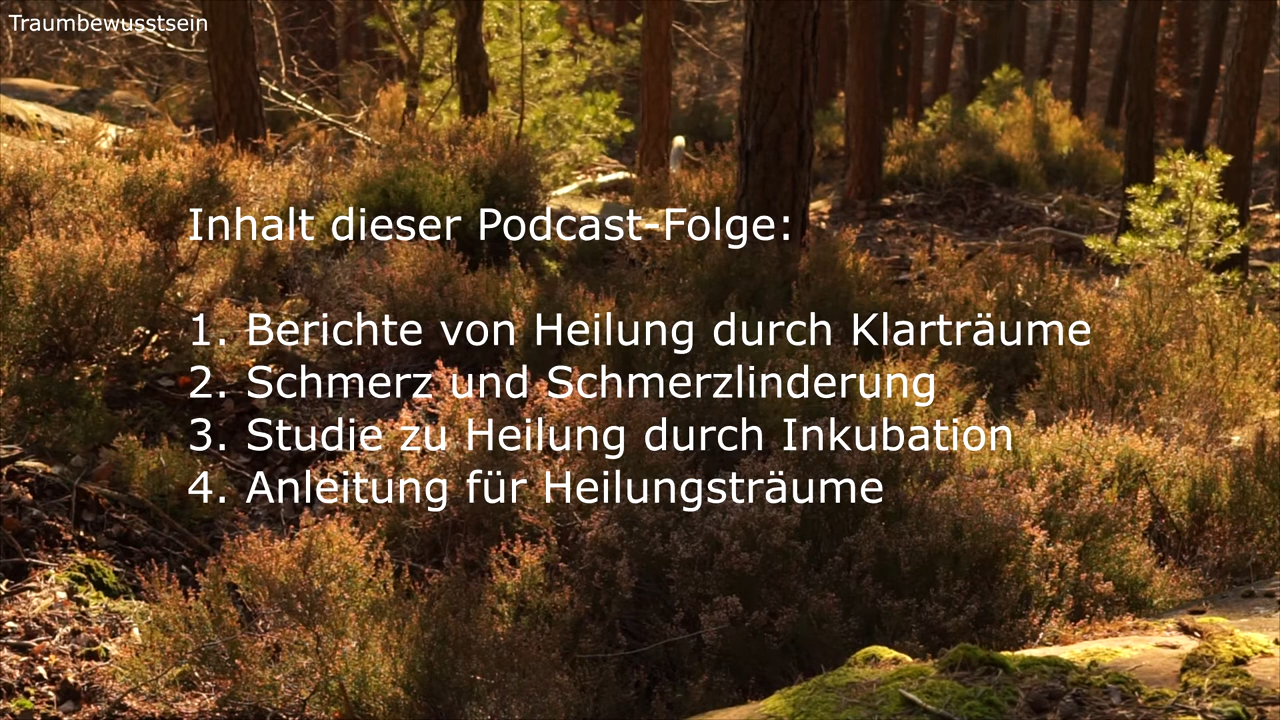 Traumbewusstsein
Inhalt dieser Podcast-Folge:
1. Berichte von Heilung durch Klarträume
2. Schmerz und Schmerzlinderung
3. Studie zu Heilung durch Inkubation
4. Anleitung für Heilungsträume